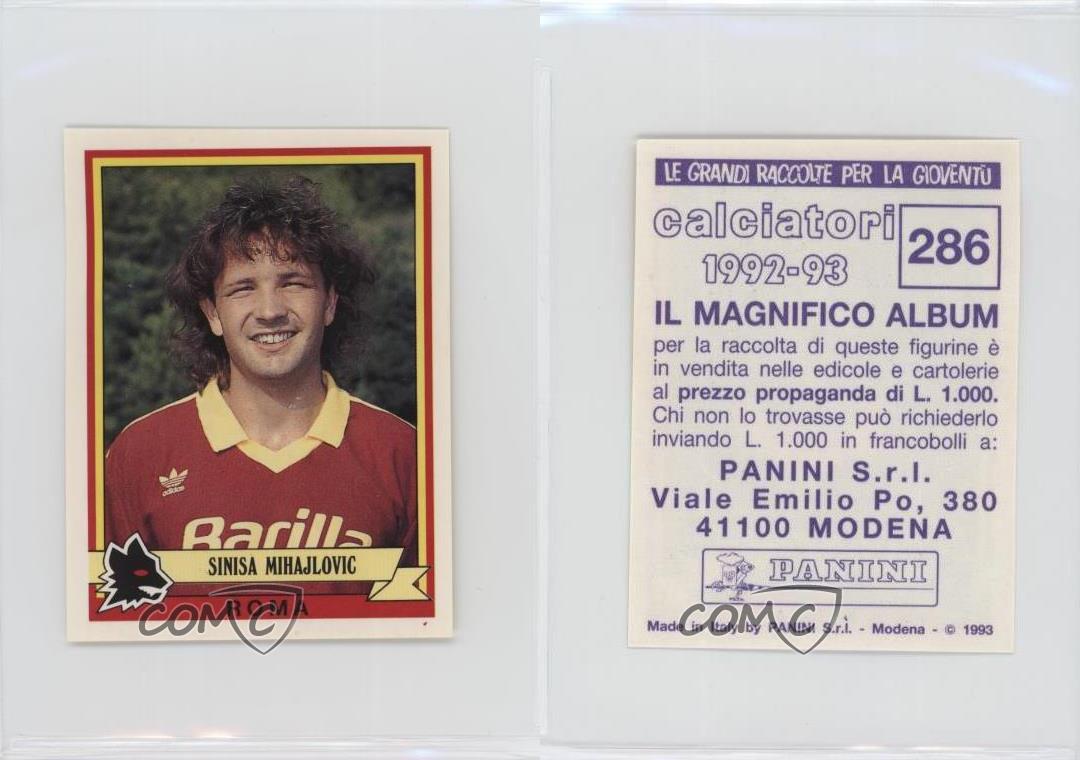 adidas
Barilla
SINISA MIHAJLOVIC
ROMA
COMC
LE GRANDI RACCOLTE PER LA GIOVENTÙ
calciatori
1992-93
286
IL MAGNIFICO ALBUM
per la raccolta di queste figurine è
in vendita nelle edicole e cartolerie
al prezzo propaganda di L. 1.000.
Chi non lo trovasse può richiederlo
inviando L. 1.000 in francobolli a:
PANINI S.r.l.
Viale Emilio Po, 380
41100 MODENA
PANINI
COMC
Made in Italy by PANINI S.r.l. - Modena - © 1993